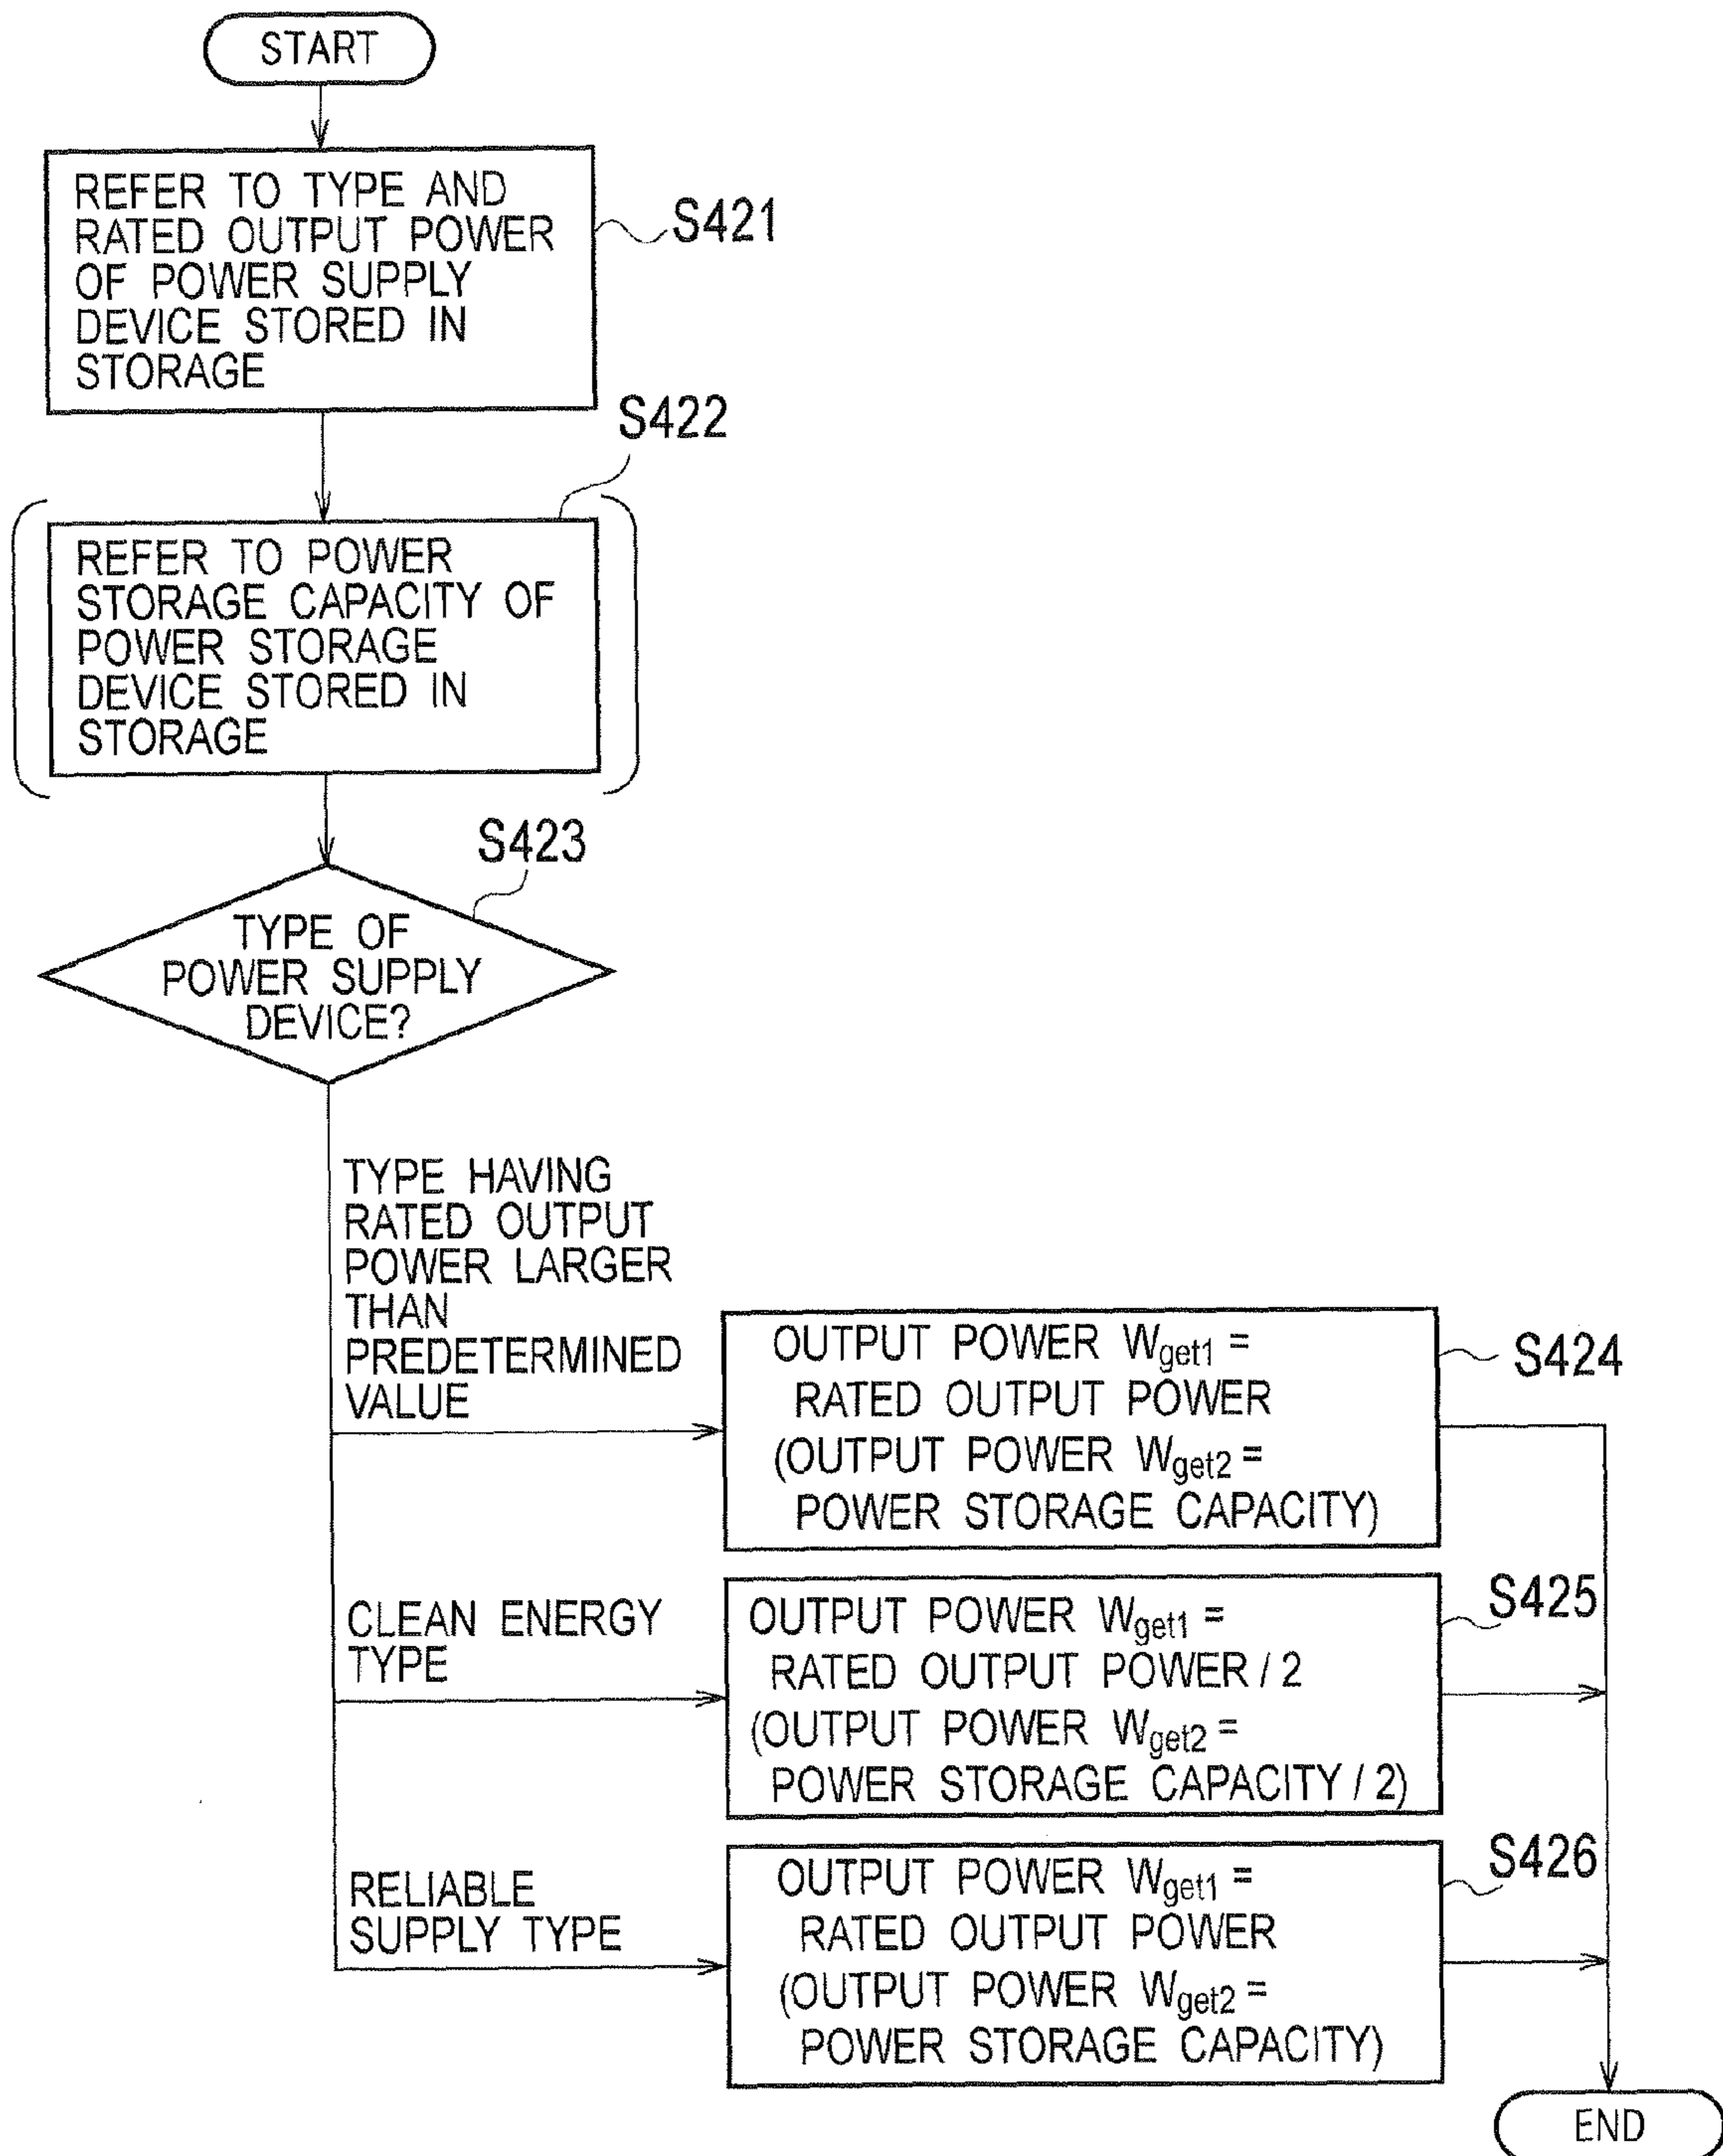 START
REFER TO TYPE AND
RATED OUTPUT POWER
OF POWER SUPPLY
DEVICE STORED IN
STORAGE
S421
S422
REFER TO POWER
STORAGE CAPACITY OF
POWER STORAGE
DEVICE STORED IN
STORAGE
S423
TYPE OF
POWER SUPPLY
DEVICE?
TYPE HAVING
RATED OUTPUT
POWER LARGER
THAN
PREDETERMINED
VALUE
OUTPUT POWER Wget1 =
RATED OUTPUT POWER
(OUTPUT POWER Wget2 =
POWER STORAGE CAPACITY)
S424
CLEAN ENERGY
TYPE
OUTPUT POWER Wget1 =
RATED OUTPUT POWER / 2
(OUTPUT POWER Wget2 =
POWER STORAGE CAPACITY / 2)
S425
RELIABLE
SUPPLY TYPE
OUTPUT POWER Wget1 =
RATED OUTPUT POWER
(OUTPUT POWER Wget2 =
POWER STORAGE CAPACITY)
S426
END